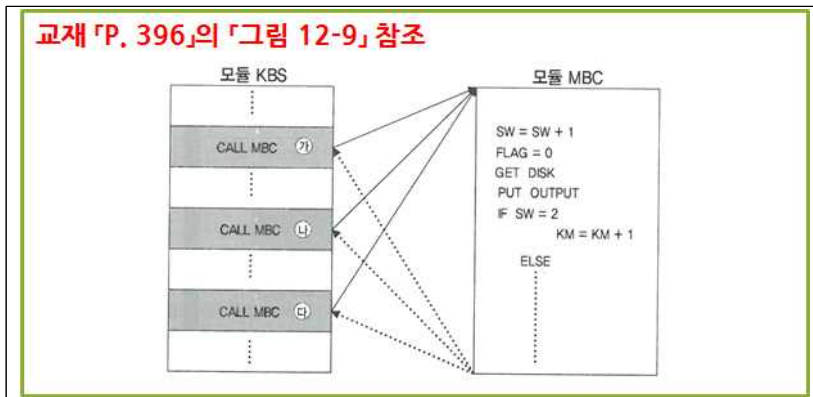 교재 「P. 396」의 「그림 12-9」 참조
모듈 KBS
CALL MBC ㉮
CALL MBC ㉯
CALL MBC ㉰
모듈 MBC
SW = SW + 1
FLAG = 0
GET DISK
PUT OUTPUT
IF SW = 2
KM = KM + 1
ELSE